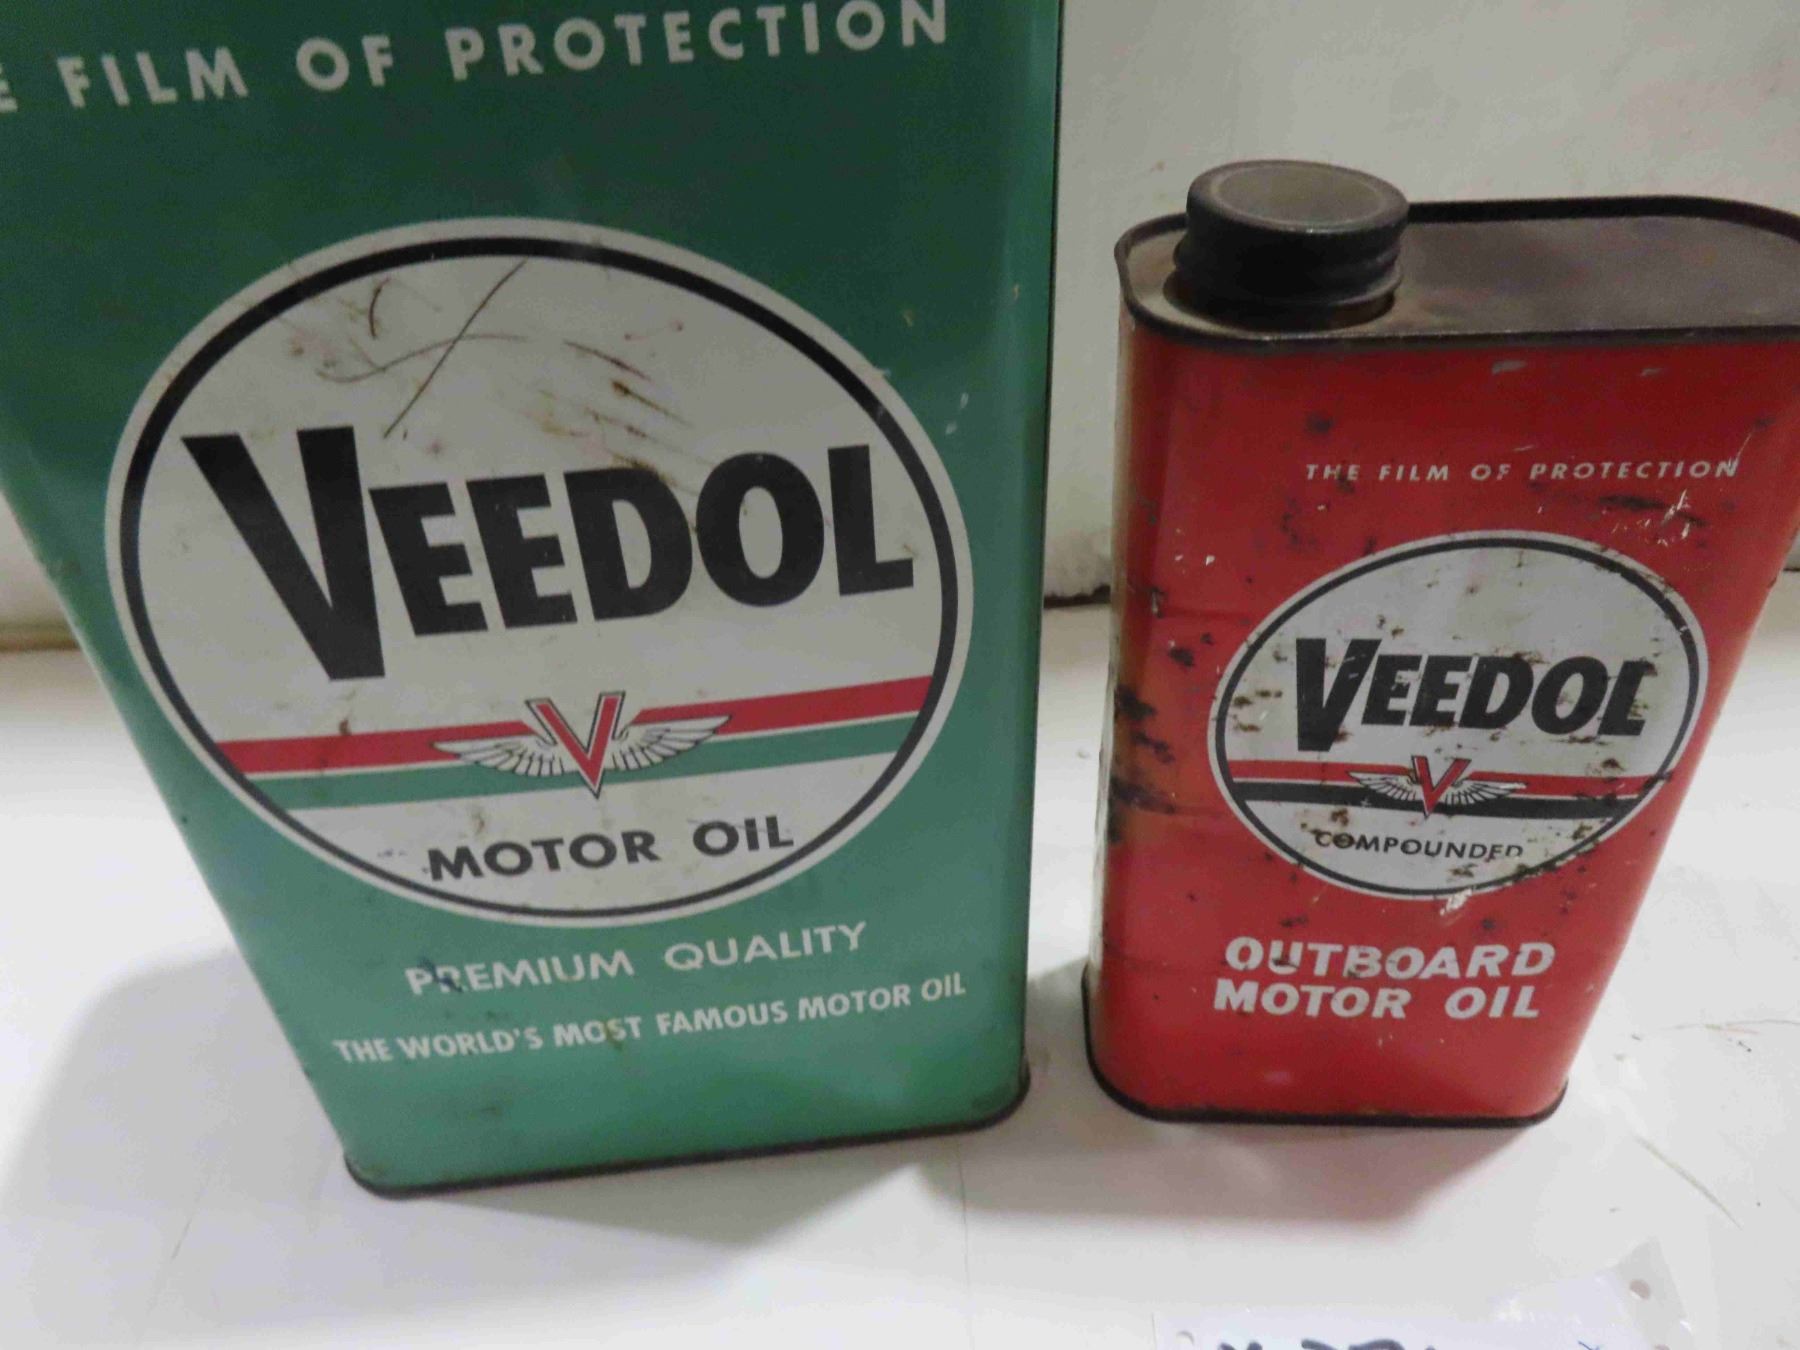 FILM OF PROTECTION
VEEDOL
V
MOTOR OIL
PREMIUM QUALITY
THE WORLD'S MOST FAMOUS MOTOR OIL
THE FILM OF PROTECTION
VEEDOL
V
COMPOUNDED
OUTBOARD
MOTOR OIL